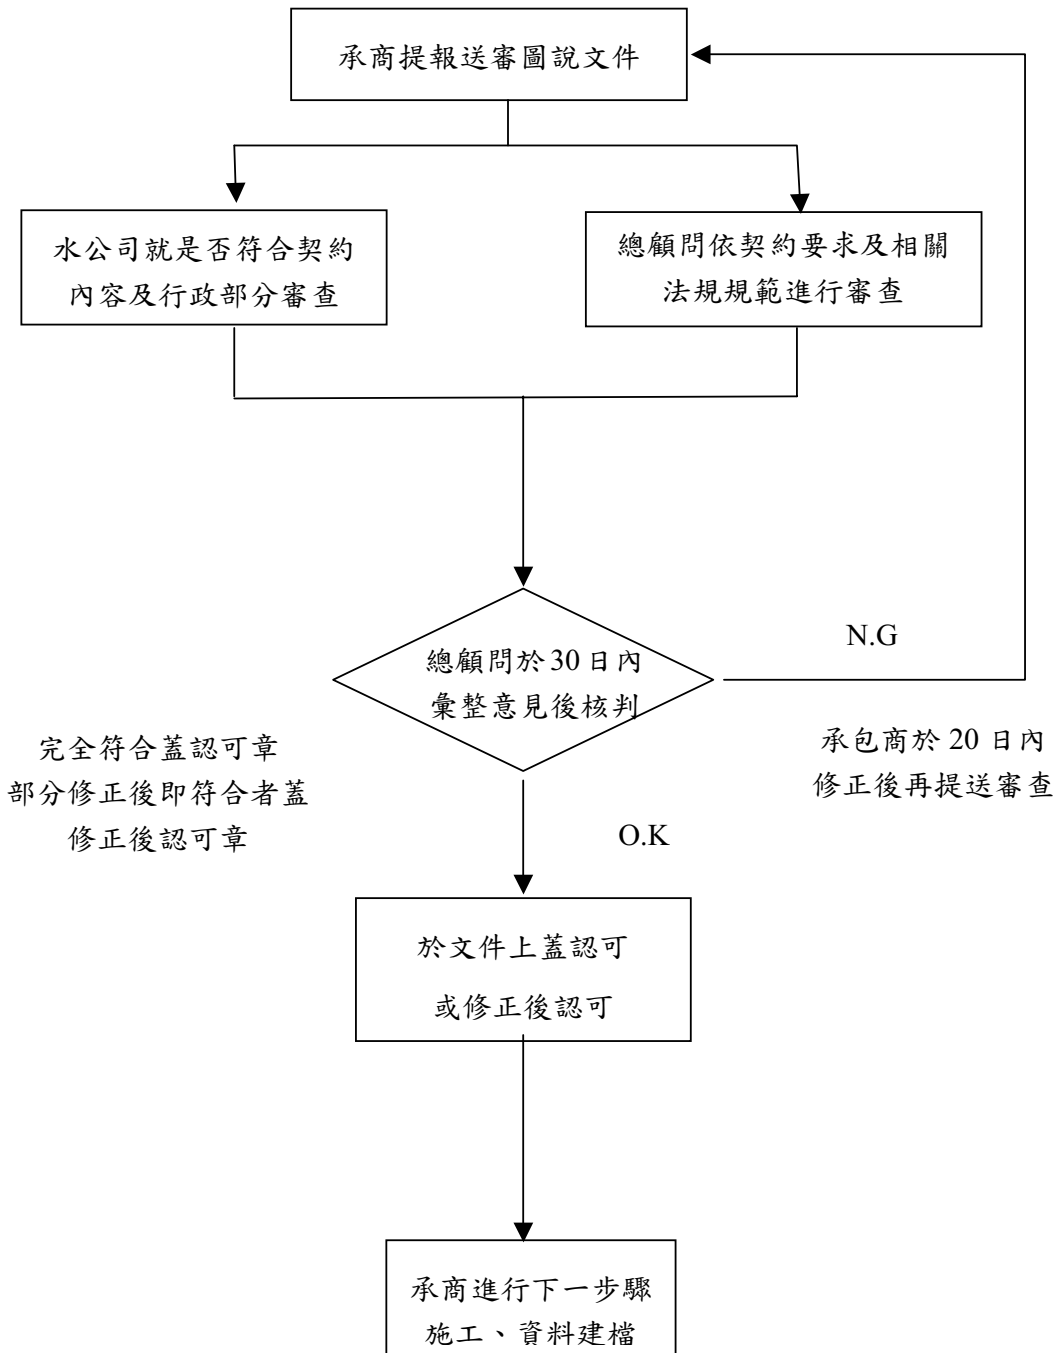 承商提報送審圖說文件
水公司就是否符合契約
內容及行政部分審查
總顧問依契約要求及相關
法規規範進行審查
總顧問於 30 日內
彙整意見後核判
N.G
承包商於 20 日內
修正後再提送審查
完全符合蓋認可章
部分修正後即符合者蓋
修正後認可章
O.K
於文件上蓋認可
或修正後認可
承商進行下一步驟
施工、資料建檔